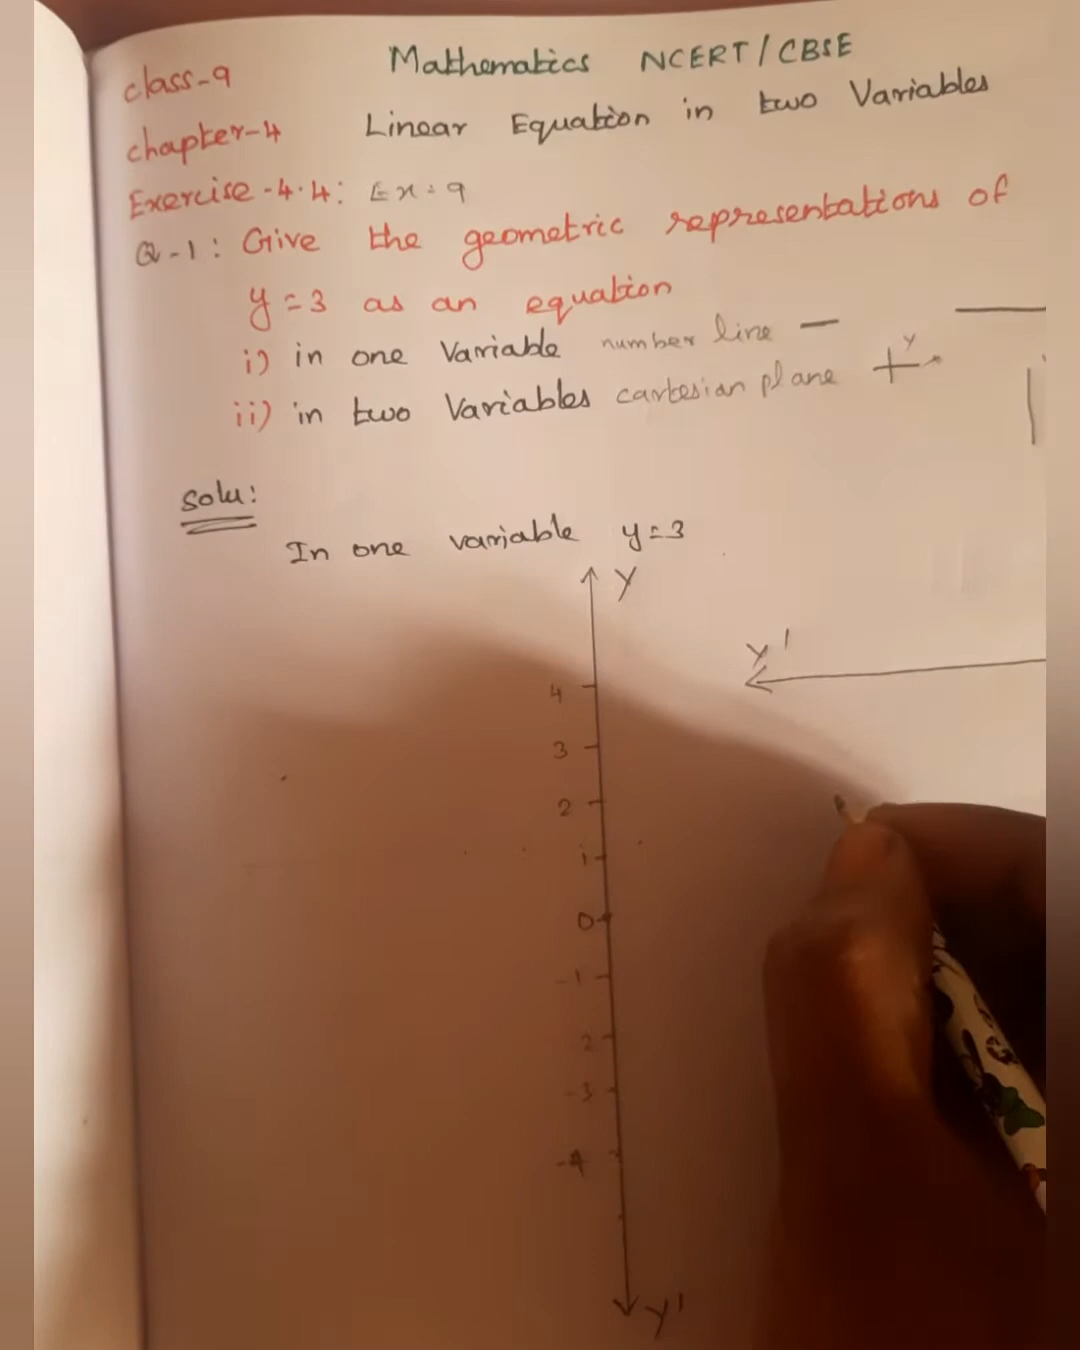 class-9 Mathematics NCERT/CBSE
chapter-4 Linear Equation in two Variables
Exercise-4.4: Ex:9
Q-1: Give the geometric representations of
y=3 as an equation
i) in one Variable number line —
ii) in two Variables cartesian plane
y
Solu:
In one variable y=3
Y
Y'
4
3
2
1
0
-1
2
-3
-4
Y'